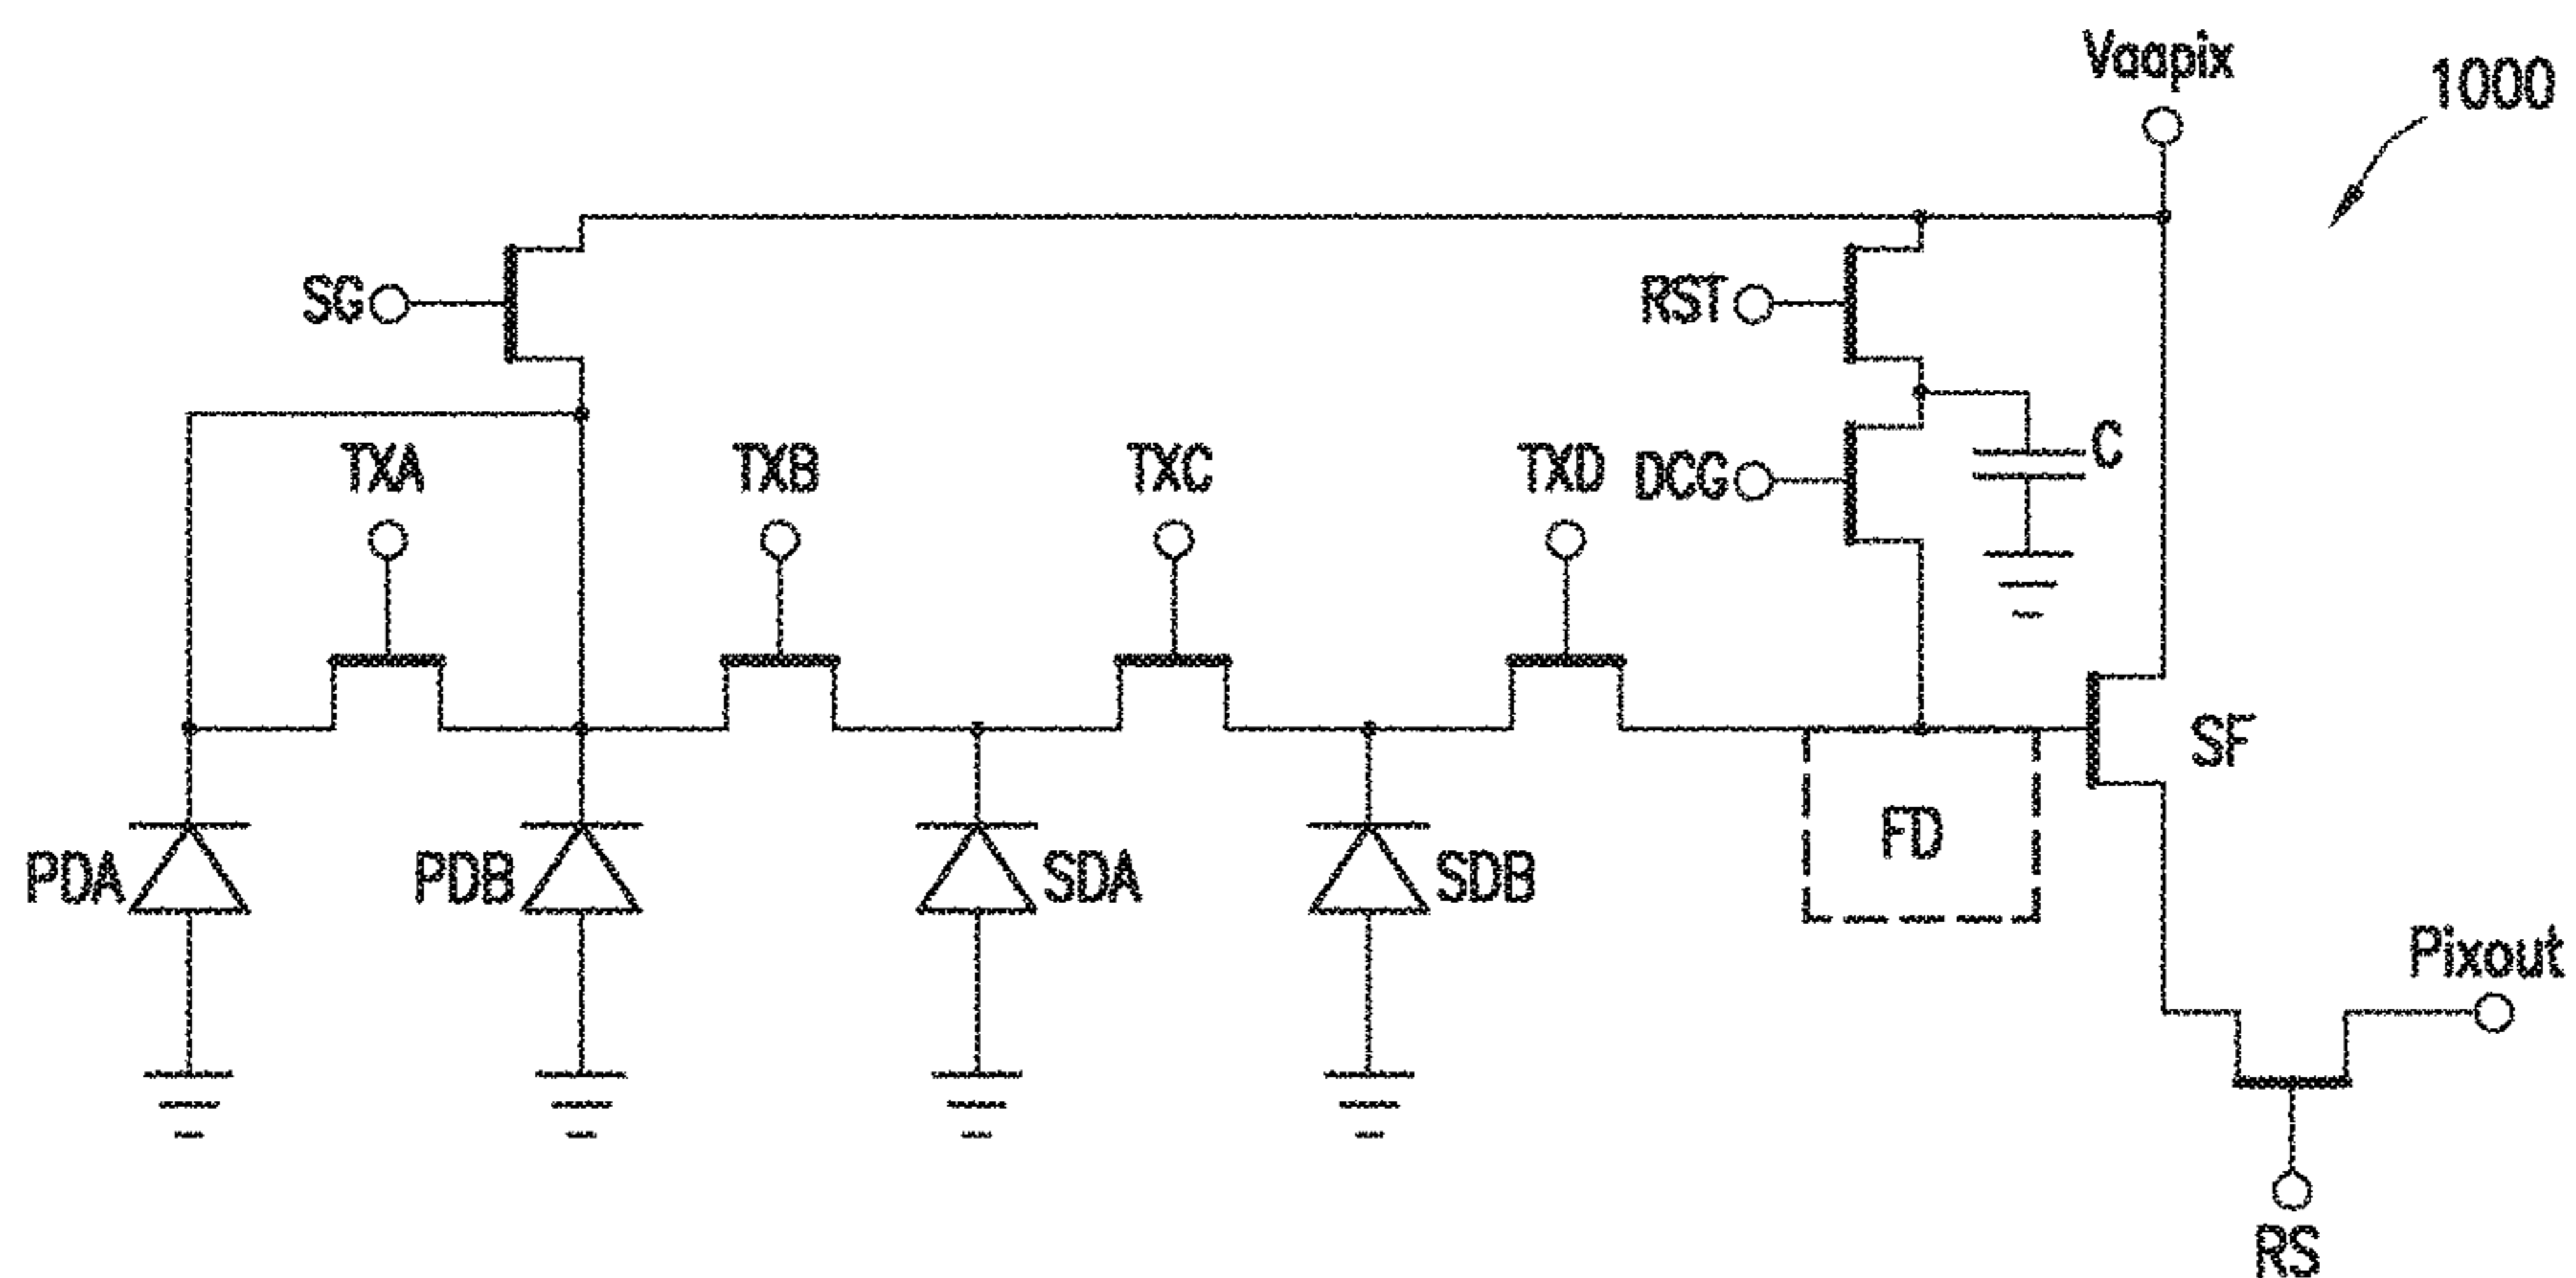 Vaapix
1000
SG
RST
TXA
TXB
TXC
TXD
DCG
C
SF
FD
PDA
PDB
SDA
SDB
Pixout
RS